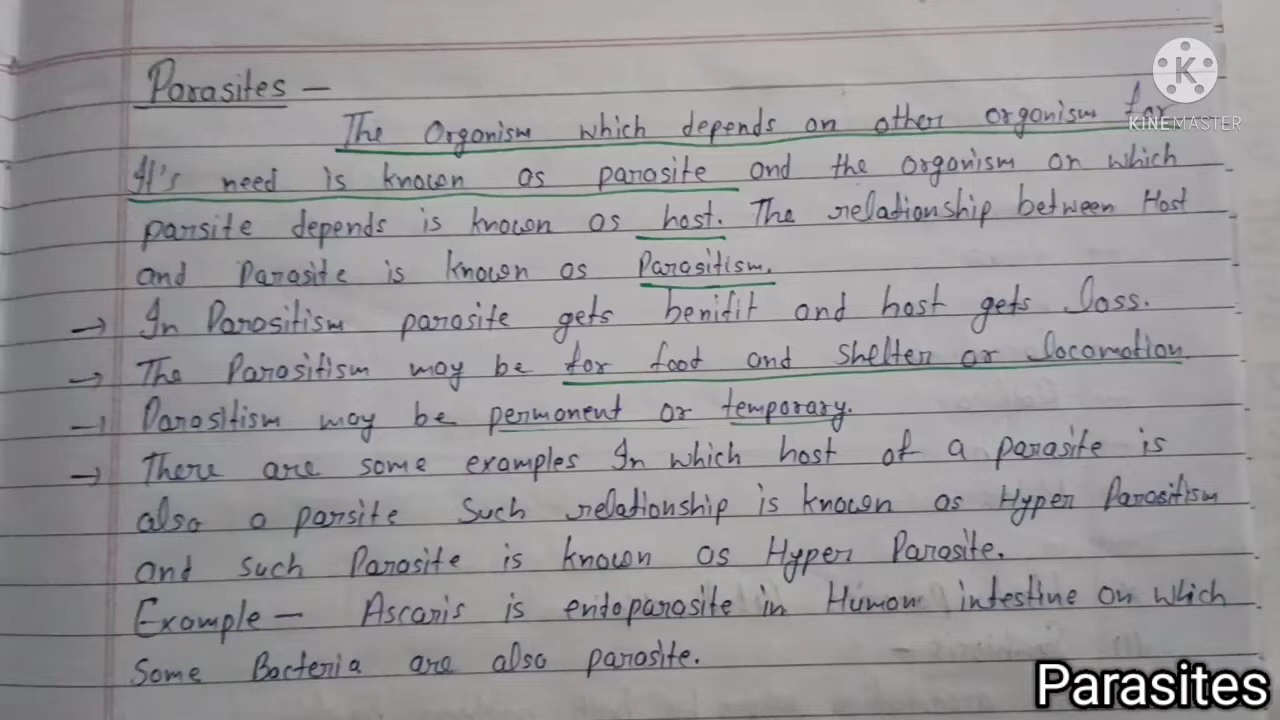 Parasites -
The Organism which depends on other organism for
It's need is known as parasite and the organism on which
parsite depends is known as host. The relationship between Host
and Parasite is known as Parasitism.
→ In Parasitism parasite gets benifit and host gets loss.
→ The Parasitism may be for food and shelter or locomotion
→ Parasitism may be permanent or temporary.
→ There are some examples In which host of a parasite is
also a parsite Such relationship is known as Hyper Parasitism
and such Parasite is known as Hyper Parasite.
Example - Ascaris is endoparasite in Human intestine on which
Some Bacteria are also parasite.
K
KINEMASTER
Parasites